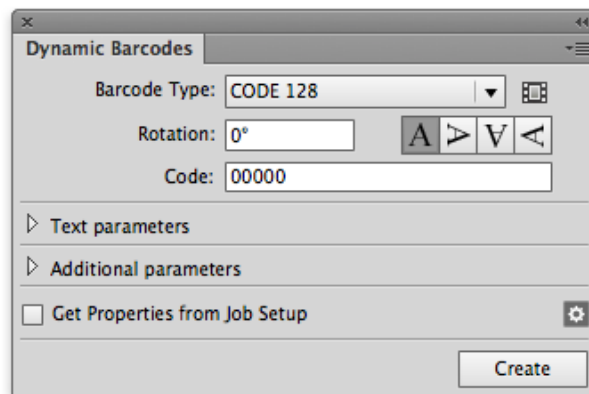 Dynamic Barcodes
Barcode Type: CODE 128
Rotation: 0° A A A A
Code: 00000
Text parameters
Additional parameters
Get Properties from Job Setup
Create